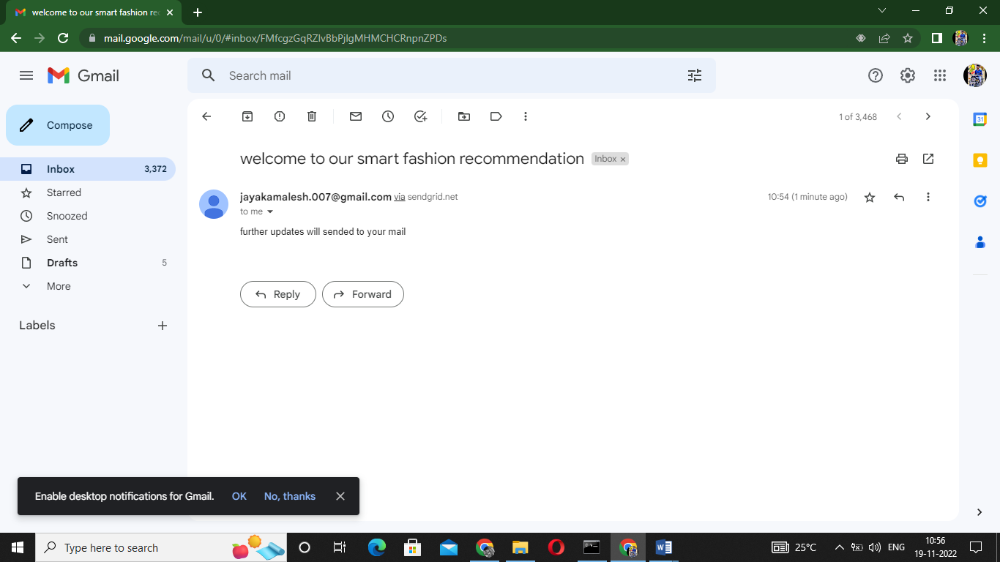 welcome to our smart fashion rec
mail.google.com/mail/u/0/#inbox/FMfcgzGqRZlvBbPjlgMHMCHCRnpnZPDs
Gmail
Search mail
Compose
1 of 3,468
31
welcome to our smart fashion recommendation Inbox ×
Inbox 3,372
Starred
Snoozed
Sent
Drafts 5
More
Labels
jayakamalesh.007@gmail.com via sendgrid.net 10:54 (1 minute ago)
to me
further updates will sended to your mail
Reply Forward
Enable desktop notifications for Gmail. OK No, thanks
Type here to search
25°C ENG 10:56
19-11-2022